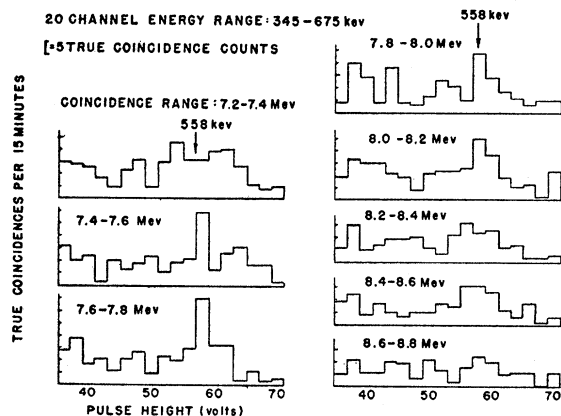 20 CHANNEL ENERGY RANGE: 345-675 kev
[=5TRUE COINCIDENCE COUNTS
COINCIDENCE RANGE: 7.2-7.4 Mev
558 kev
7.4-7.6 Mev
7.6-7.8 Mev
40 50 60 70
PULSE HEIGHT (volts)
TRUE COINCIDENCES PER 15 MINUTES
558 kev
7.8-8.0 Mev
8.0-8.2 Mev
8.2-8.4 Mev
8.4-8.6 Mev
8.6-8.8 Mev
40 50 60 70